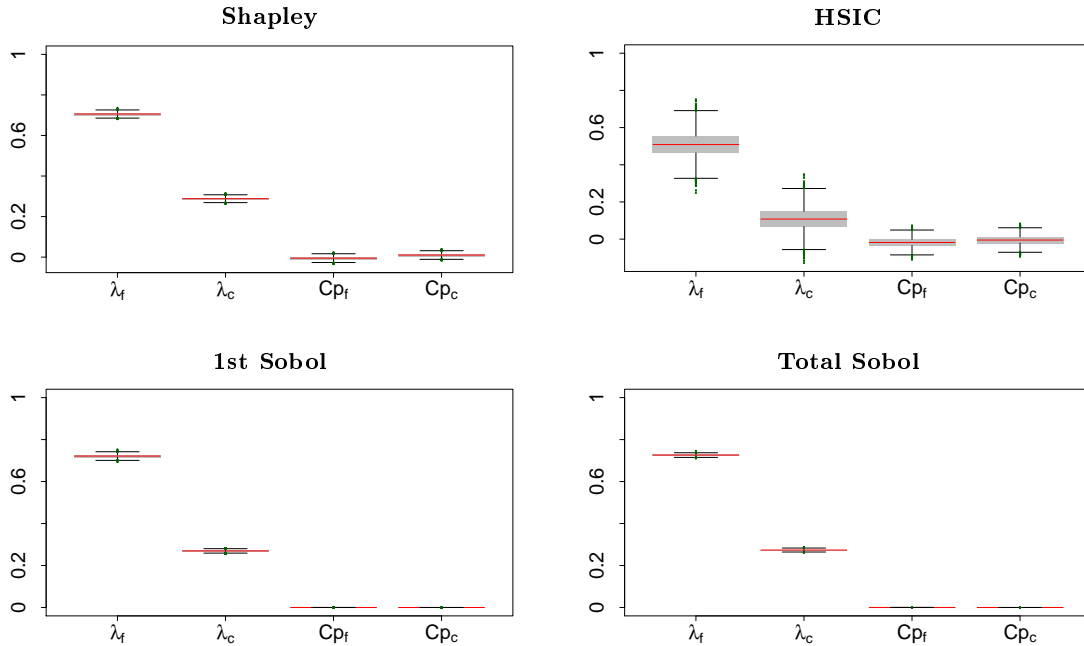 Shapley
1
0.6
0.2
0
λf
λc
Cpf
Cpc
HSIC
1
0.6
0.2
0
λf
λc
Cpf
Cpc
1st Sobol
1
0.6
0.2
0
λf
λc
Cpf
Cpc
Total Sobol
1
0.6
0.2
0
λf
λc
Cpf
Cpc